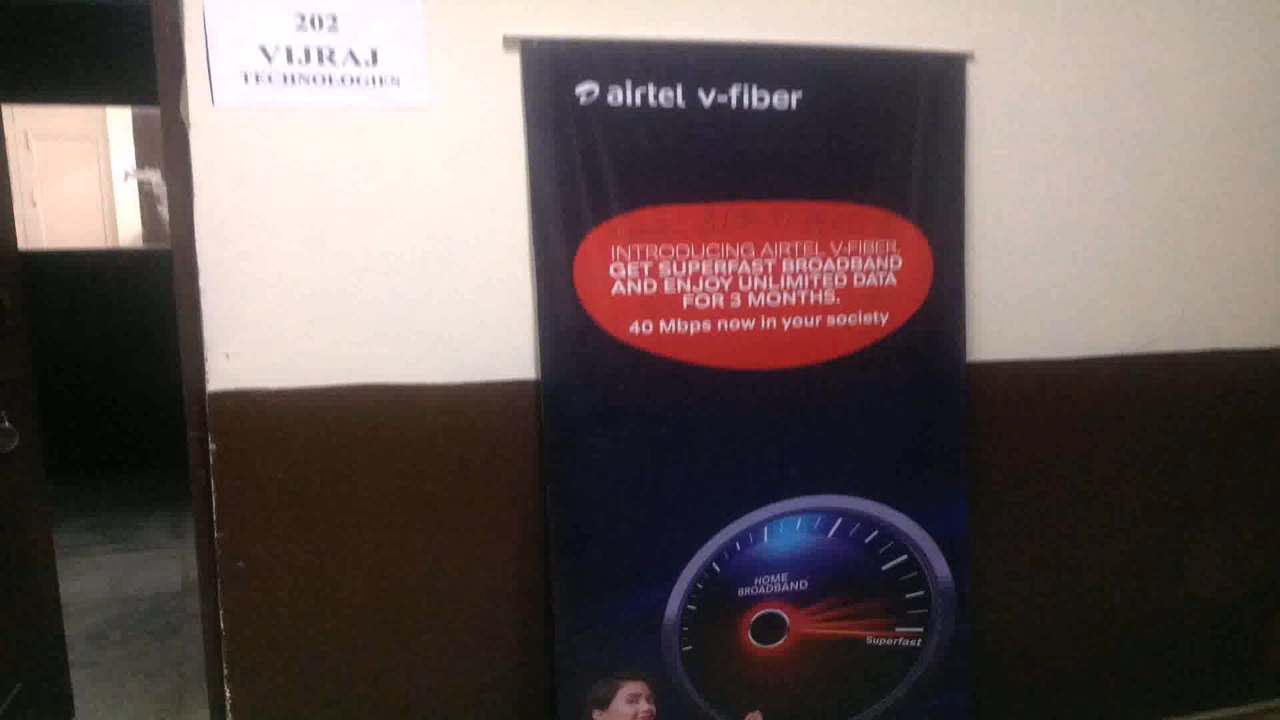 202
VIJRAJ
TECHNOLOGIES
airtel v-fiber
INTRODUCING AIRTEL V-FIBER.
GET SUPERFAST BROADBAND
AND ENJOY UNLIMITED DATA
FOR 3 MONTHS.
40 Mbps now in your society
HOME
BROADBAND
Superfast